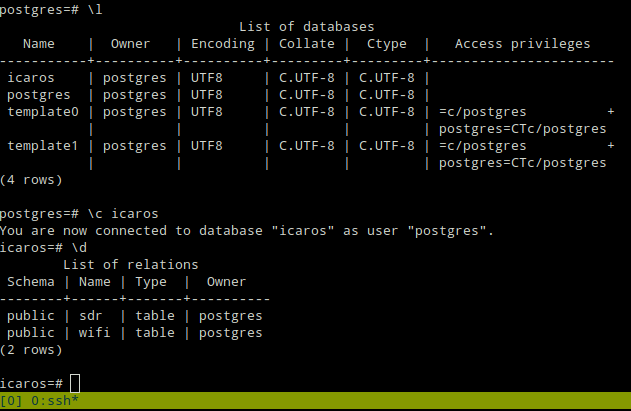 postgres=# \l
                              List of databases
   Name    |  Owner   | Encoding | Collate | Ctype   |   Access privileges
-----------+----------+----------+---------+---------+-----------------------
 icaros    | postgres | UTF8     | C.UTF-8 | C.UTF-8 |
 postgres  | postgres | UTF8     | C.UTF-8 | C.UTF-8 |
 template0 | postgres | UTF8     | C.UTF-8 | C.UTF-8 | =c/postgres          +
           |          |          |         |         | postgres=CTc/postgres
 template1 | postgres | UTF8     | C.UTF-8 | C.UTF-8 | =c/postgres          +
           |          |          |         |         | postgres=CTc/postgres
(4 rows)

postgres=# \c icaros
You are now connected to database "icaros" as user "postgres".
icaros=# \d
        List of relations
 Schema | Name | Type  |  Owner
--------+------+-------+----------
 public | sdr  | table | postgres
 public | wifi | table | postgres
(2 rows)

icaros=#
[0] 0:ssh*